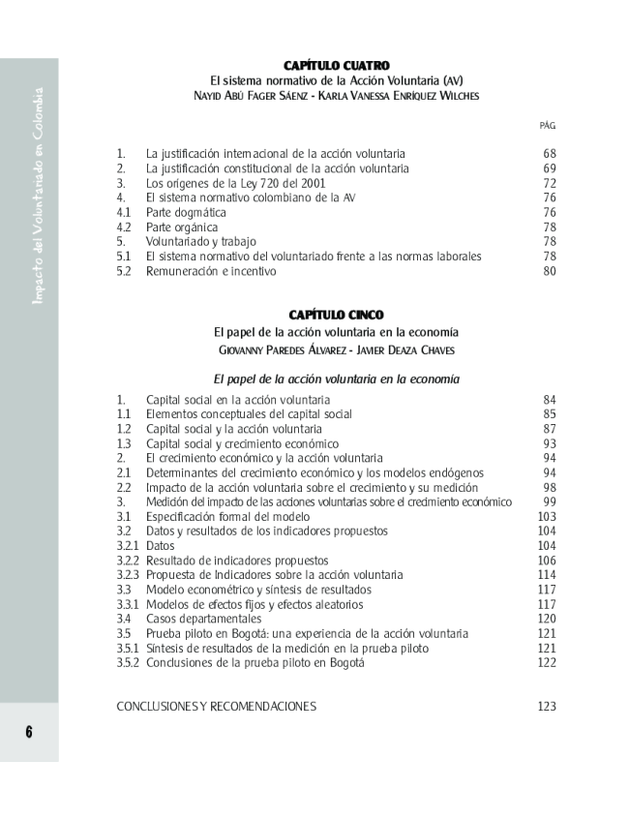 Impacto del Voluntariado en Colombia
CAPÍTULO CUATRO
El sistema normativo de la Acción Voluntaria (AV)
NAYID ABÚ FAGER SÁENZ - KARLA VANESSA ENRÍQUEZ WILCHES
PÁG.
1. La justificación internacional de la acción voluntaria 68
2. La justificación constitucional de la acción voluntaria 69
3. Los orígenes de la Ley 720 del 2001 72
4. El sistema normativo colombiano de la AV 76
4.1 Parte dogmática 76
4.2 Parte orgánica 78
5. Voluntariado y trabajo 78
5.1 El sistema normativo del voluntariado frente a las normas laborales 78
5.2 Remuneración e incentivo 80
CAPÍTULO CINCO
El papel de la acción voluntaria en la economía
GIOVANNY PAREDES ÁLVAREZ - JAVIER DEAZA CHAVES
El papel de la acción voluntaria en la economía
1. Capital social en la acción voluntaria 84
1.1 Elementos conceptuales del capital social 85
1.2 Capital social y la acción voluntaria 87
1.3 Capital social y crecimiento económico 93
2. El crecimiento económico y la acción voluntaria 94
2.1 Determinantes del crecimiento económico y los modelos endógenos 94
2.2 Impacto de la acción voluntaria sobre el crecimiento y su medición 98
3. Medición del impacto de las acciones voluntarias sobre el crecimiento económico 99
3.1 Especificación formal del modelo 103
3.2 Datos y resultados de los indicadores propuestos 104
3.2.1 Datos 104
3.2.2 Resultado de indicadores propuestos 106
3.2.3 Propuesta de Indicadores sobre la acción voluntaria 114
3.3 Modelo econométrico y síntesis de resultados 117
3.3.1 Modelos de efectos fijos y efectos aleatorios 117
3.4 Casos departamentales 120
3.5 Prueba piloto en Bogotá: una experiencia de la acción voluntaria 121
3.5.1 Síntesis de resultados de la medición en la prueba piloto 121
3.5.2 Conclusiones de la prueba piloto en Bogotá 122
CONCLUSIONES Y RECOMENDACIONES 123
6